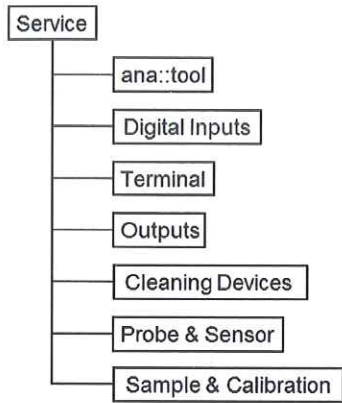 Service
ana::tool
Digital Inputs
Terminal
Outputs
Cleaning Devices
Probe & Sensor
Sample & Calibration